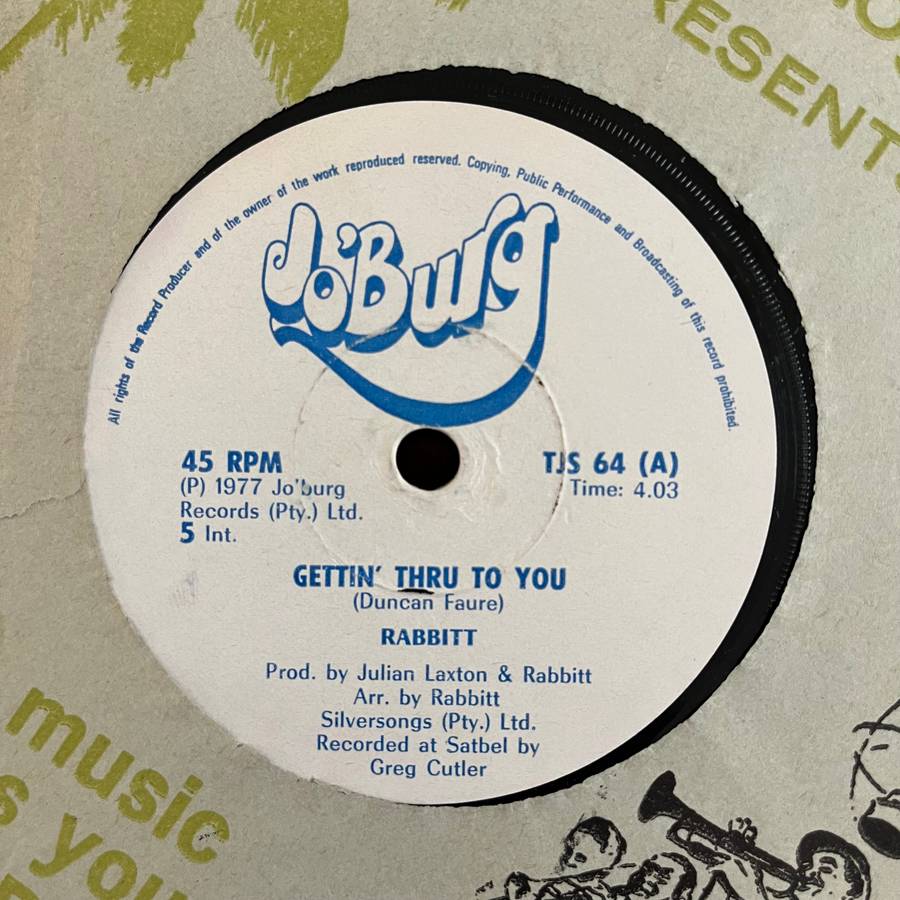 All rights of the Record Producer and of the owner of the work reproduced reserved. Copying, Public Performance and Broadcasting of this record prohibited.
Jo'Burg
45 RPM
(P) 1977 Jo'burg
Records (Pty.) Ltd.
5 Int.
TJS 64 (A)
Time: 4.03
GETTIN' THRU TO YOU
(Duncan Faure)
RABBITT
Prod. by Julian Laxton & Rabbitt
Arr. by Rabbitt
Silversongs (Pty.) Ltd.
Recorded at Satbel by
Greg Cutler
music
s you